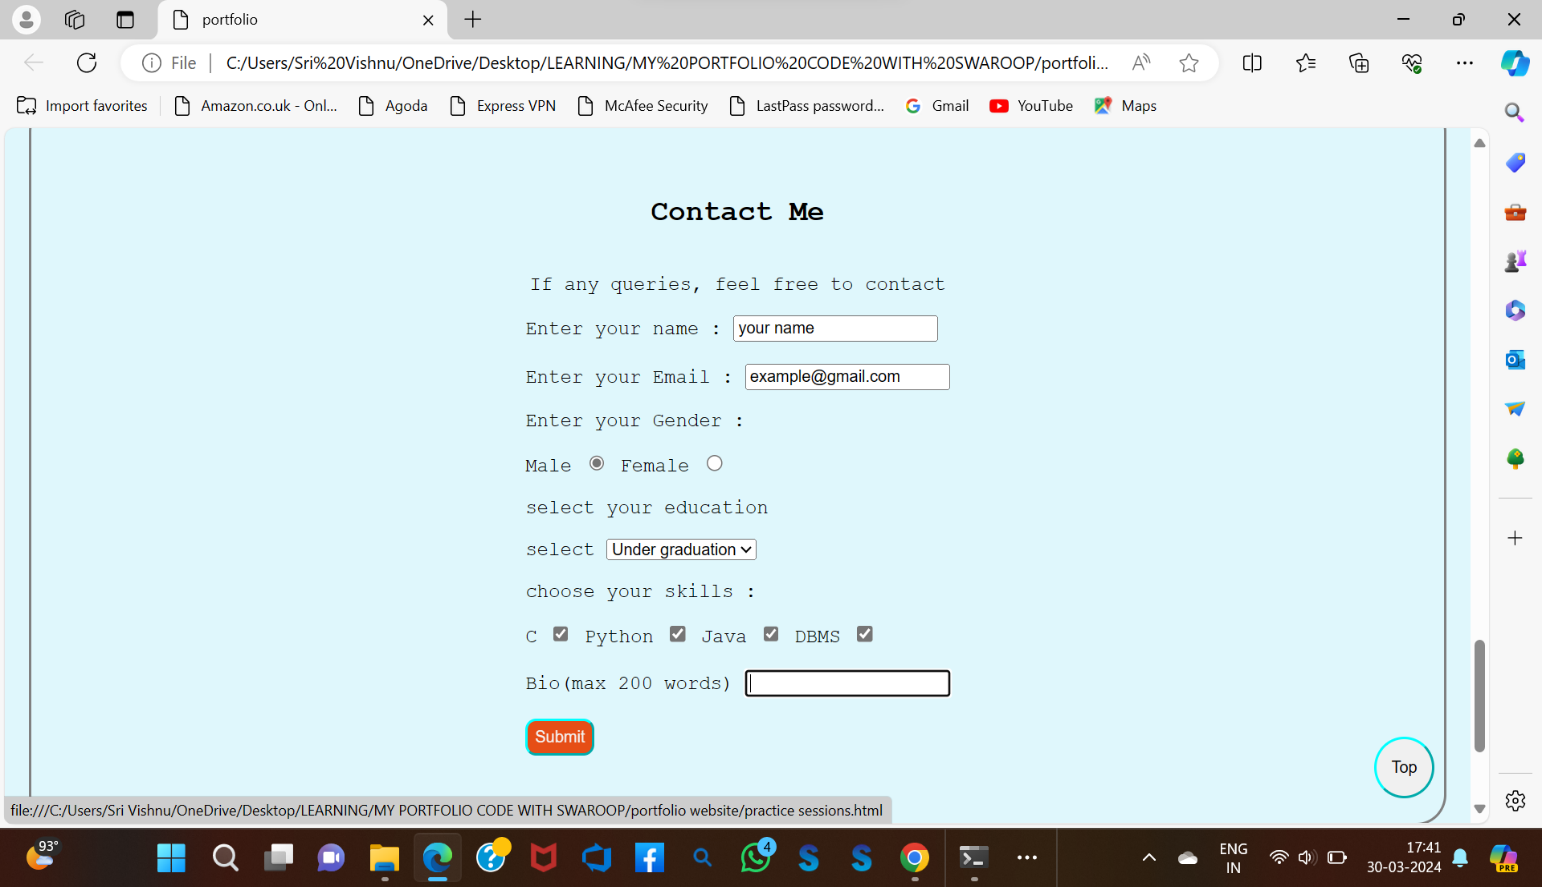 portfolio
File
C:/Users/Sri%20Vishnu/OneDrive/Desktop/LEARNING/MY%20PORTFOLIO%20CODE%20WITH%20SWAROOP/portfoli...
Import favorites
Amazon.co.uk - Onl...
Agoda
Express VPN
McAfee Security
LastPass password...
Gmail
YouTube
Maps
Contact Me
If any queries, feel free to contact
Enter your name : your name
Enter your Email : example@gmail.com
Enter your Gender :
Male Female
select your education
select Under graduation
choose your skills :
C Python Java DBMS
Bio(max 200 words)
Submit
Top
file:///C:/Users/Sri Vishnu/OneDrive/Desktop/LEARNING/MY PORTFOLIO CODE WITH SWAROOP/portfolio website/practice sessions.html
93°
4
ENG
IN
17:41
30-03-2024
PRE